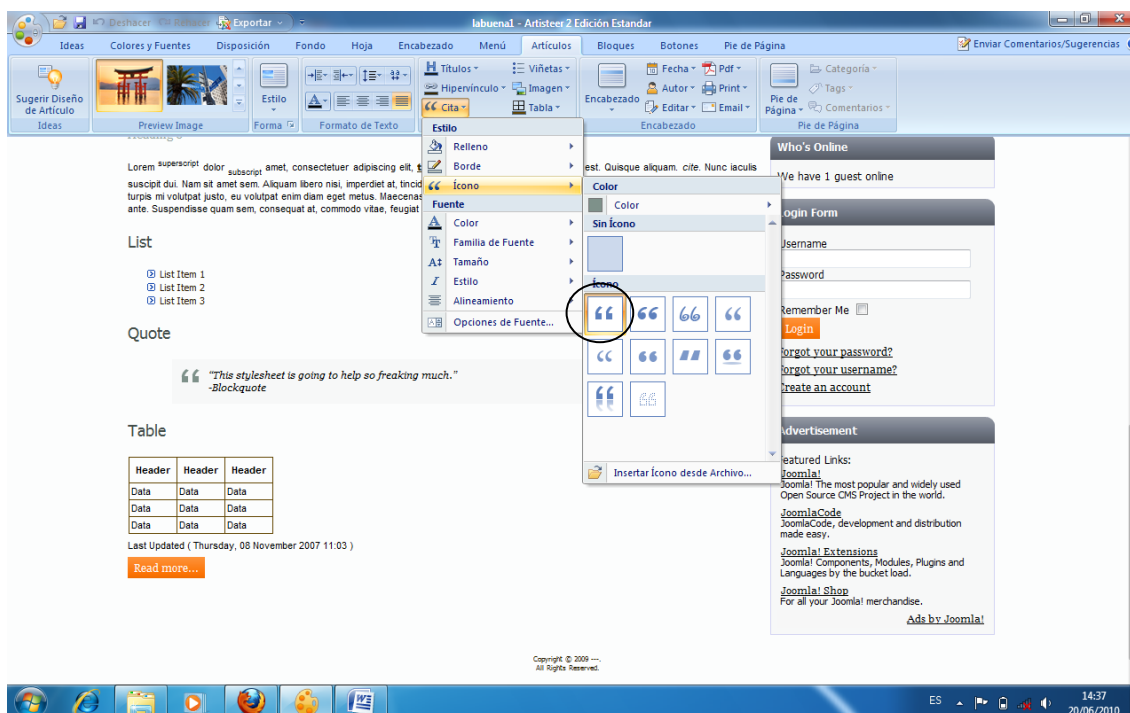 Deshacer Rehacer Exportar
labuena1 - Artisteer 2 Edición Estandar
Ideas Colores y Fuentes Disposición Fondo Hoja Encabezado Menú Artículos Bloques Botones Pie de Página Enviar Comentarios/Sugerencias
Sugerir Diseño de Artículo
Ideas
Preview Image
Estilo
Forma
Formato de Texto
Títulos
Hipervínculo
Cita
Viñetas
Imagen
Tabla
Encabezado
Fecha Pdf
Autor Print
Editar Email
Encabezado
Pie de Página
Categoría
Tags
Comentarios
Pie de Página
Estilo
Relleno
Borde
Ícono
Fuente
Color
Familia de Fuente
Tamaño
Estilo
Alineamiento
Opciones de Fuente...
Color
Color
Sin Ícono
Ícono
Insertar Ícono desde Archivo...
Lorem superscript dolor subscript amet, consectetuer adipiscing elit,
est. Quisque aliquam. cite. Nunc iaculis
suscipit dui. Nam sit amet sem. Aliquam libero nisi, imperdiet at, tincid
turpis mi volutpat justo, eu volutpat enim diam eget metus. Maecenas
ante. Suspendisse quam sem, consequat at, commodo vitae, feugiat
List
List Item 1
List Item 2
List Item 3
Quote
"This stylesheet is going to help so freaking much."
-Blockquote
Table
Header Header Header
Data Data Data
Data Data Data
Data Data Data
Last Updated ( Thursday, 08 November 2007 11:03 )
Read more...
Who's Online
We have 1 guest online
Login Form
Username
Password
Remember Me
Login
Forgot your password?
Forgot your username?
Create an account
Advertisement
Featured Links:
Joomla!
Joomla! The most popular and widely used
Open Source CMS Project in the world.
JoomlaCode
JoomlaCode, development and distribution
made easy.
Joomla! Extensions
Joomla! Components, Modules, Plugins and
Languages by the bucket load.
Joomla! Shop
For all your Joomla! merchandise.
Ads by Joomla!
Copyright © 2009 ---.
All Rights Reserved.
ES
14:37
20/06/2010